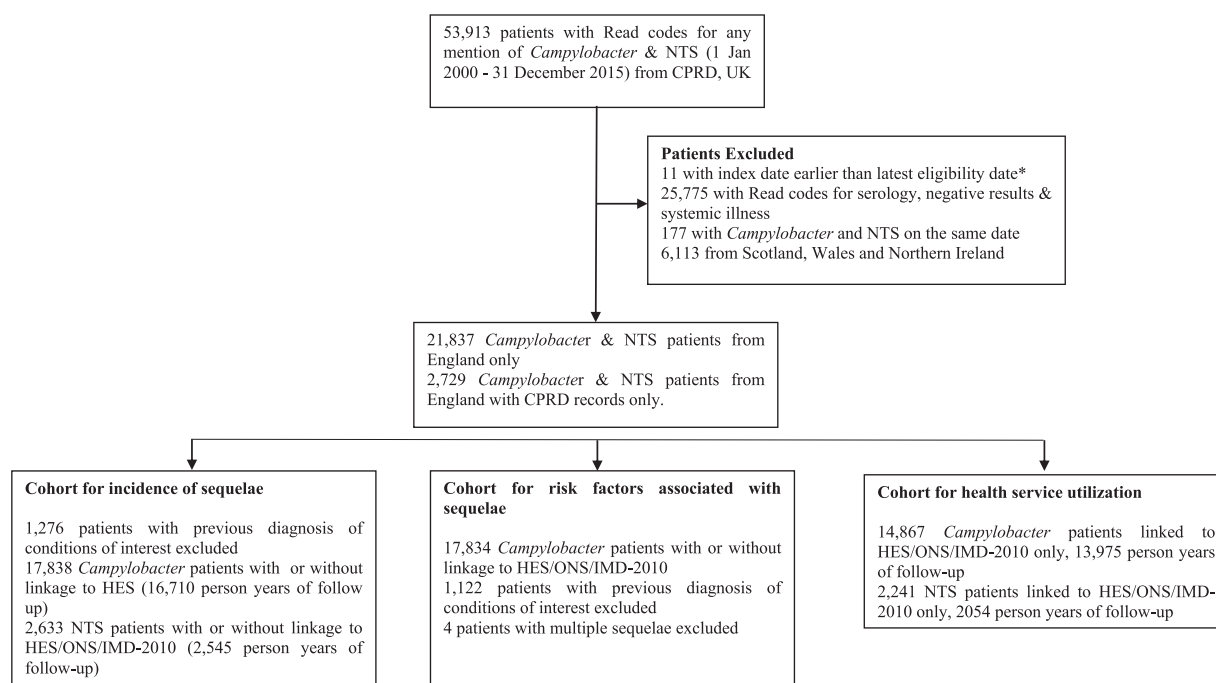 53,913 patients with Read codes for any
mention of Campylobacter & NTS (1 Jan
2000 - 31 December 2015) from CPRD, UK
Patients Excluded
11 with index date earlier than latest eligibility date*
25,775 with Read codes for serology, negative results &
systemic illness
177 with Campylobacter and NTS on the same date
6,113 from Scotland, Wales and Northern Ireland
21,837 Campylobacter & NTS patients from
England only
2,729 Campylobacter & NTS patients from
England with CPRD records only.
Cohort for incidence of sequelae
1,276 patients with previous diagnosis of
conditions of interest excluded
17,838 Campylobacter patients with or without
linkage to HES (16,710 person years of follow
up)
2,633 NTS patients with or without linkage to
HES/ONS/IMD-2010 (2,545 person years of
follow-up)
Cohort for risk factors associated with
sequelae
17,834 Campylobacter patients with or without
linkage to HES/ONS/IMD-2010
1,122 patients with previous diagnosis of
conditions of interest excluded
4 patients with multiple sequelae excluded
Cohort for health service utilization
14,867 Campylobacter patients linked to
HES/ONS/IMD-2010 only, 13,975 person years
of follow-up
2,241 NTS patients linked to HES/ONS/IMD-
2010 only, 2054 person years of follow-up